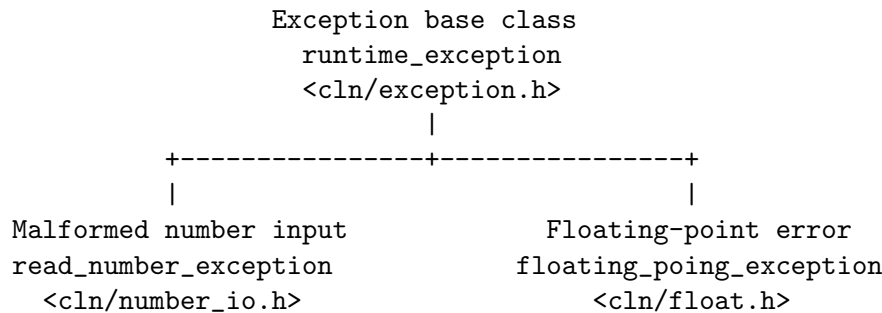 Exception base class
runtime_exception
<cln/exception.h>
|
+----------------+----------------+
| |
Malformed number input Floating-point error
read_number_exception floating_poing_exception
<cln/number_io.h> <cln/float.h>